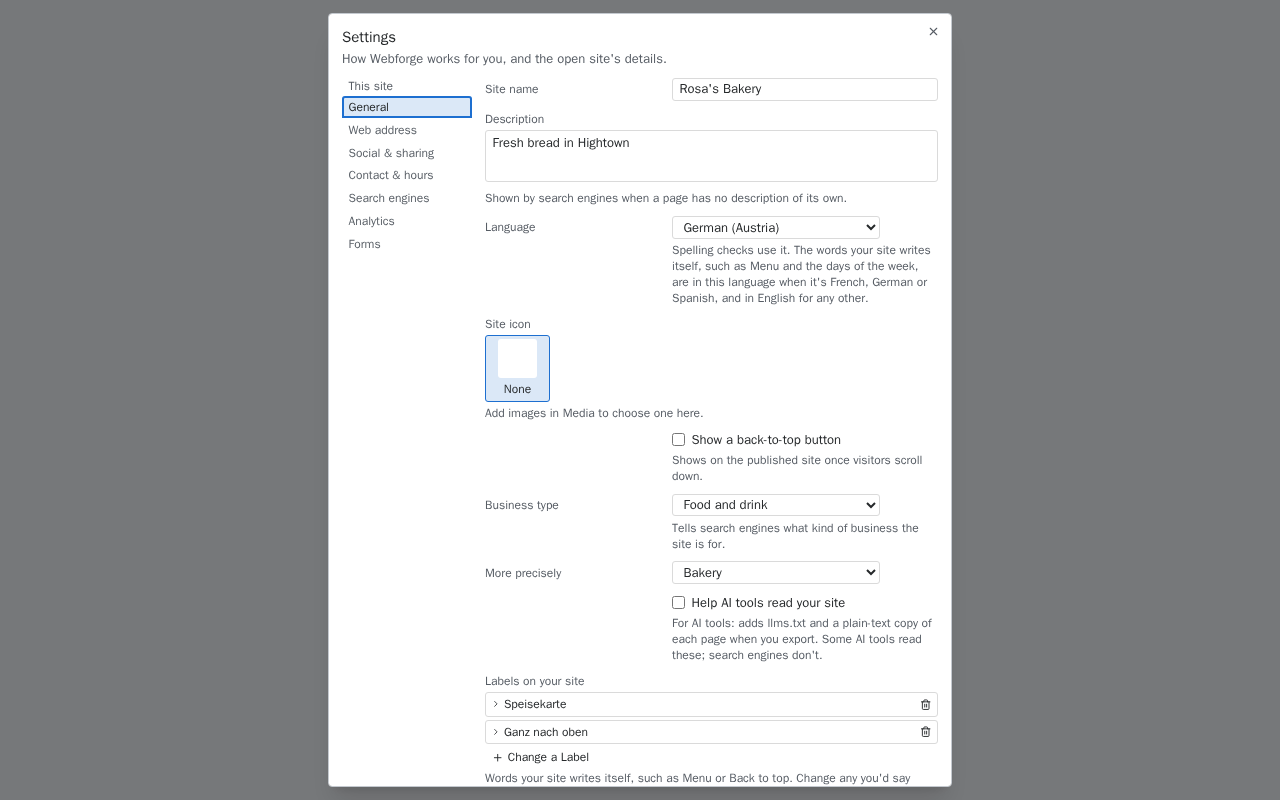 Settings
How Webforge works for you, and the open site's details.
This site
General
Web address
Social & sharing
Contact & hours
Search engines
Analytics
Forms
Site name
Rosa's Bakery
Description
Fresh bread in Hightown
Shown by search engines when a page has no description of its own.
Language
German (Austria)
Spelling checks use it. The words your site writes
itself, such as Menu and the days of the week,
are in this language when it's French, German or
Spanish, and in English for any other.
Site icon
None
Add images in Media to choose one here.
Show a back-to-top button
Shows on the published site once visitors scroll
down.
Business type
Food and drink
Tells search engines what kind of business the
site is for.
More precisely
Bakery
Help AI tools read your site
For AI tools: adds llms.txt and a plain-text copy of
each page when you export. Some AI tools read
these; search engines don't.
Labels on your site
Speisekarte
Ganz nach oben
Change a Label
Words your site writes itself, such as Menu or Back to top. Change any you'd say